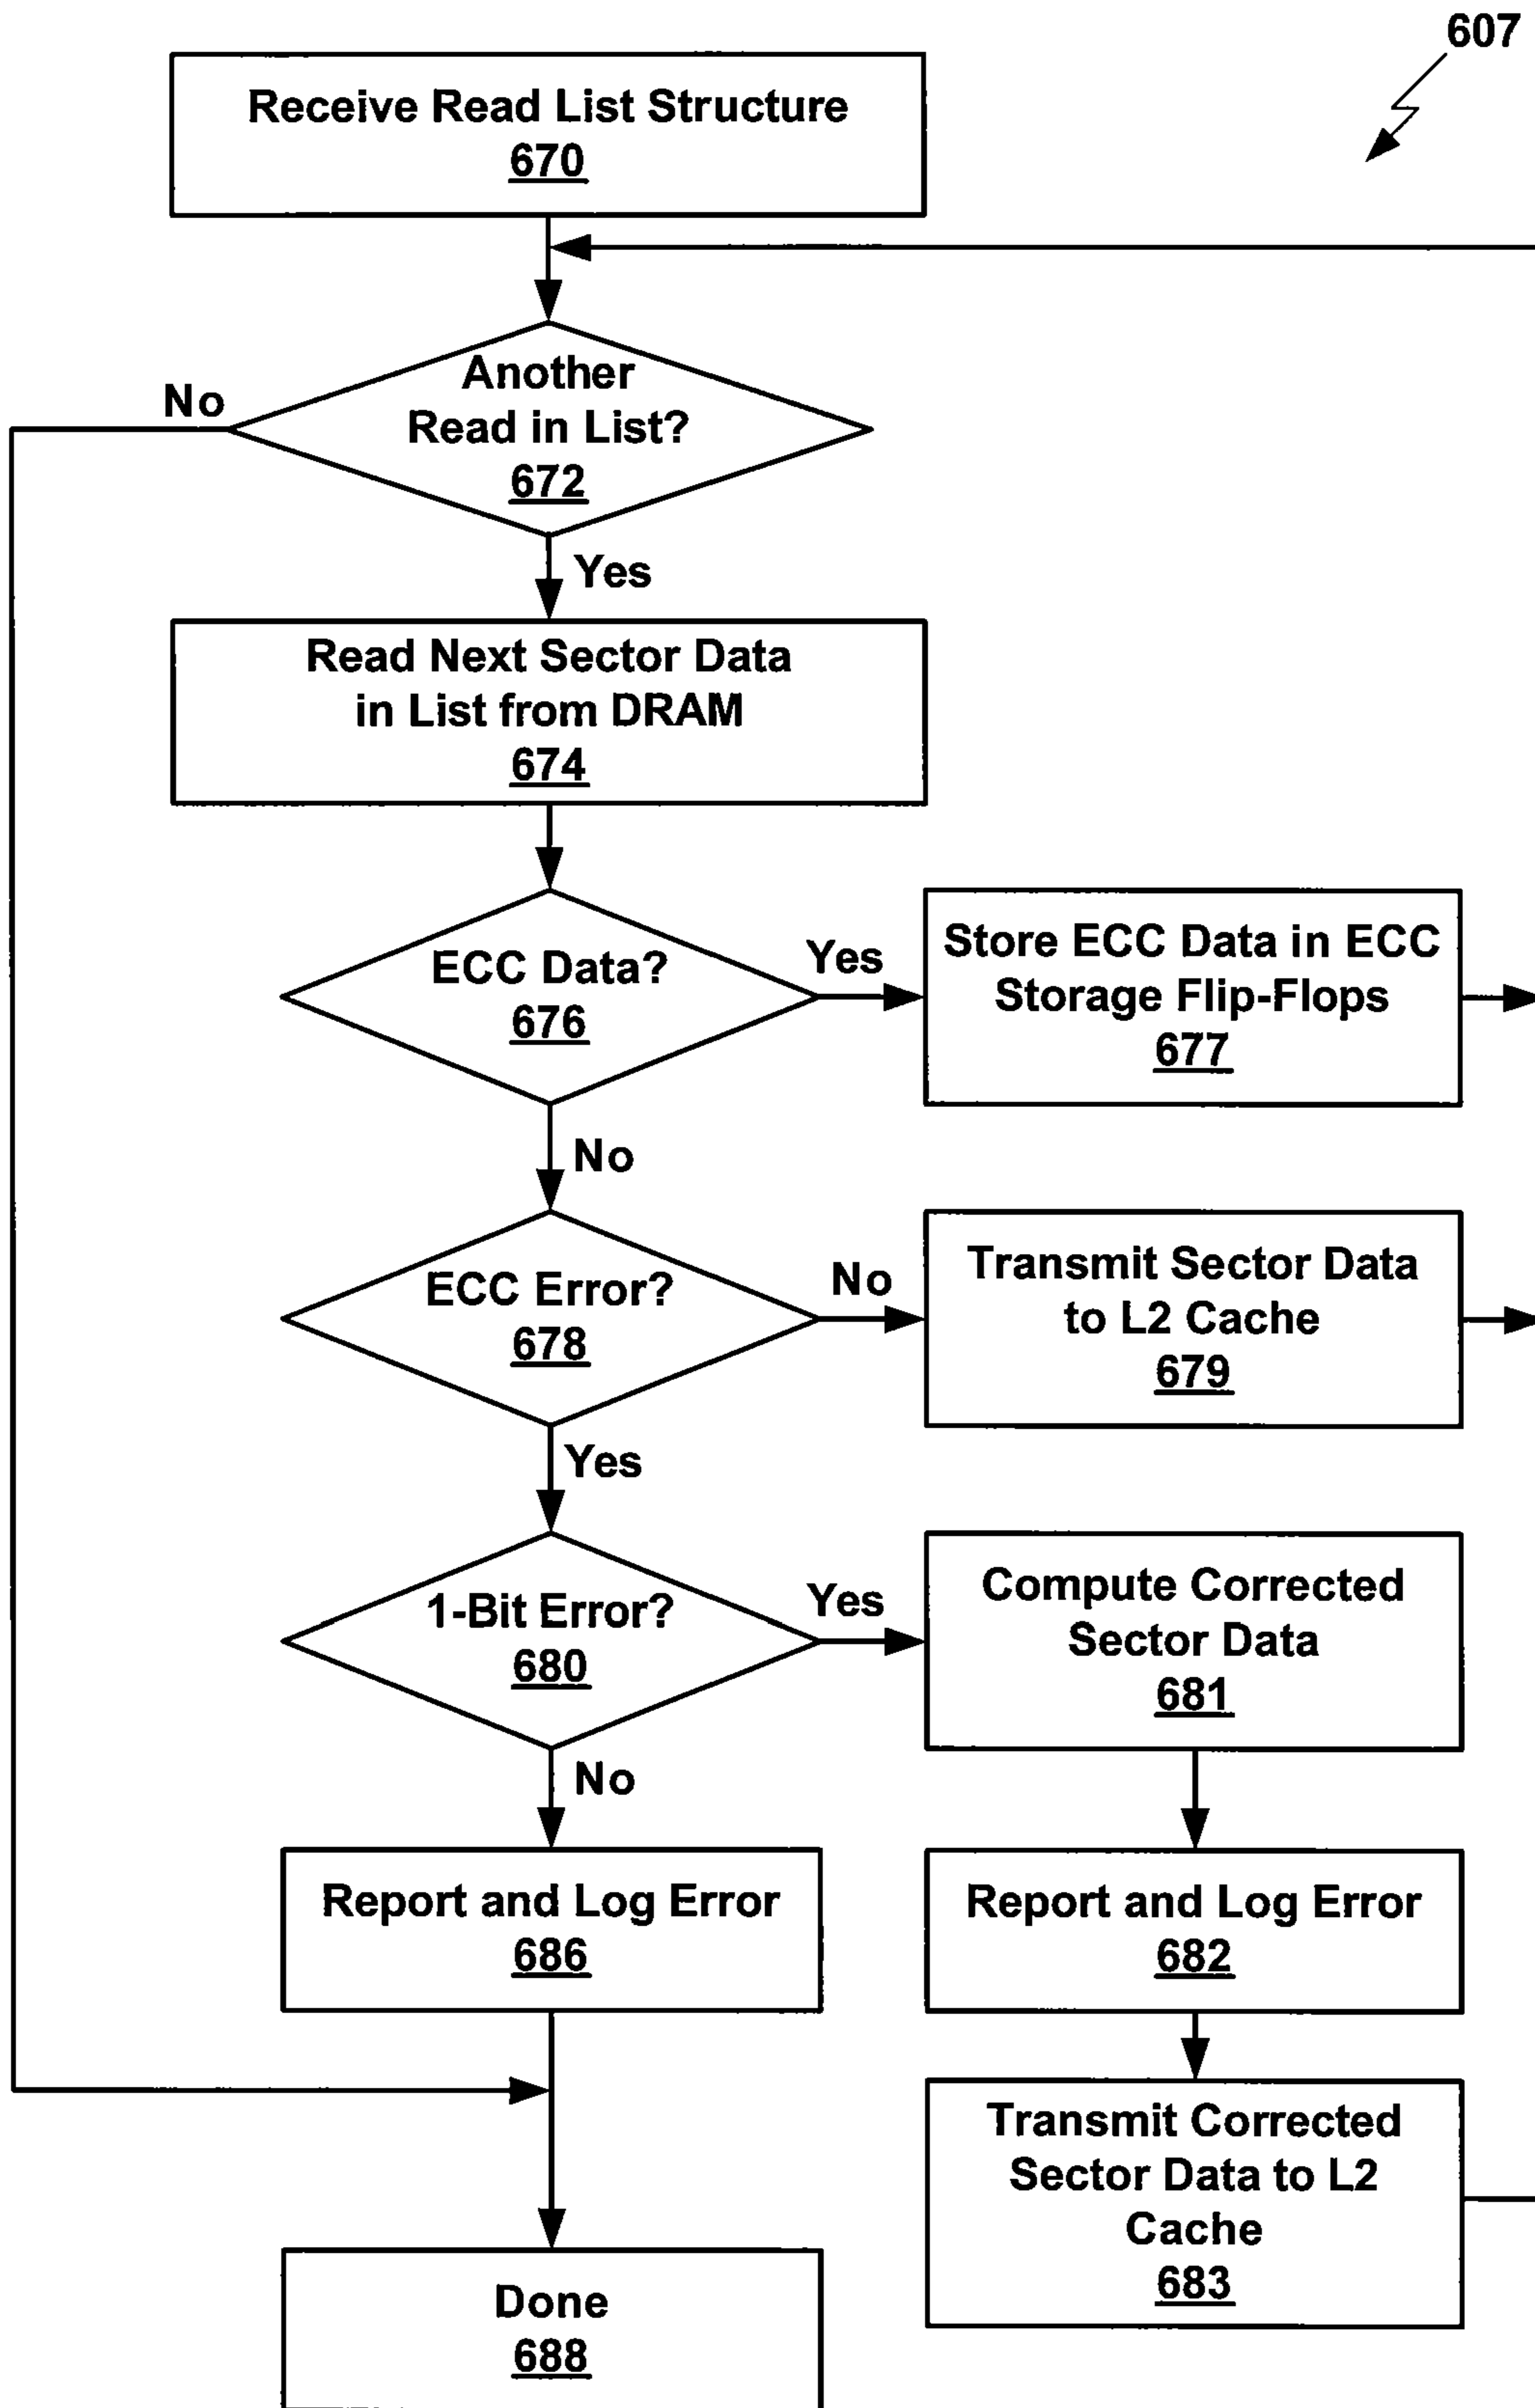 607
Receive Read List Structure
670
Another
Read in List?
672
No
Yes
Read Next Sector Data
in List from DRAM
674
ECC Data?
676
Yes
Store ECC Data in ECC
Storage Flip-Flops
677
No
ECC Error?
678
No
Transmit Sector Data
to L2 Cache
679
Yes
1-Bit Error?
680
Yes
Compute Corrected
Sector Data
681
No
Report and Log Error
686
Report and Log Error
682
Transmit Corrected
Sector Data to L2
Cache
683
Done
688